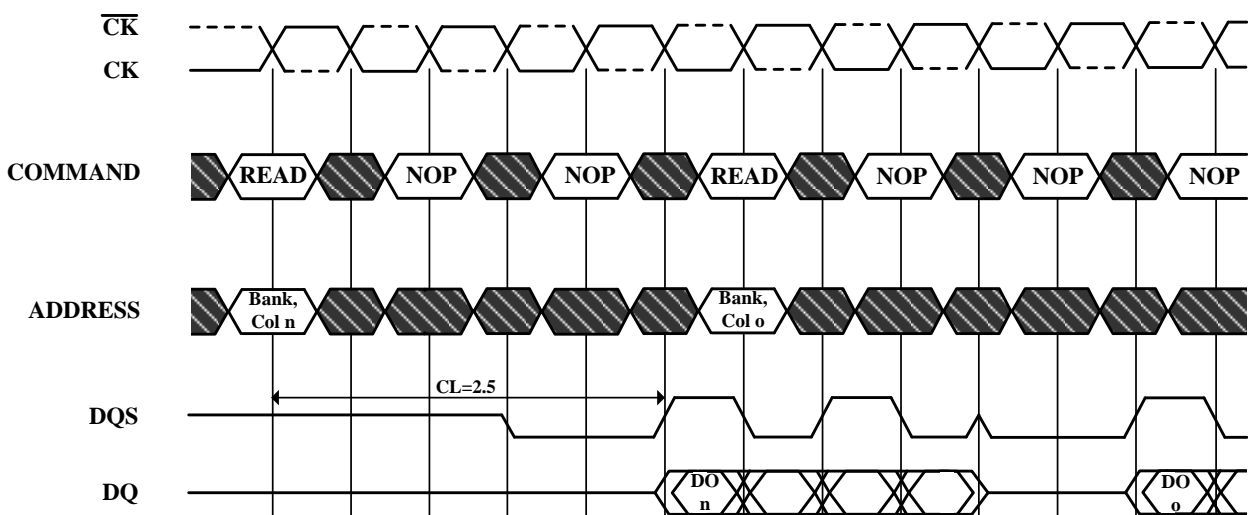 CK
CK
COMMAND
READ NOP NOP READ NOP NOP NOP
ADDRESS
Bank,
Col n
Bank,
Col o
CL=2.5
DQS
DQ
DO
n
DO
o